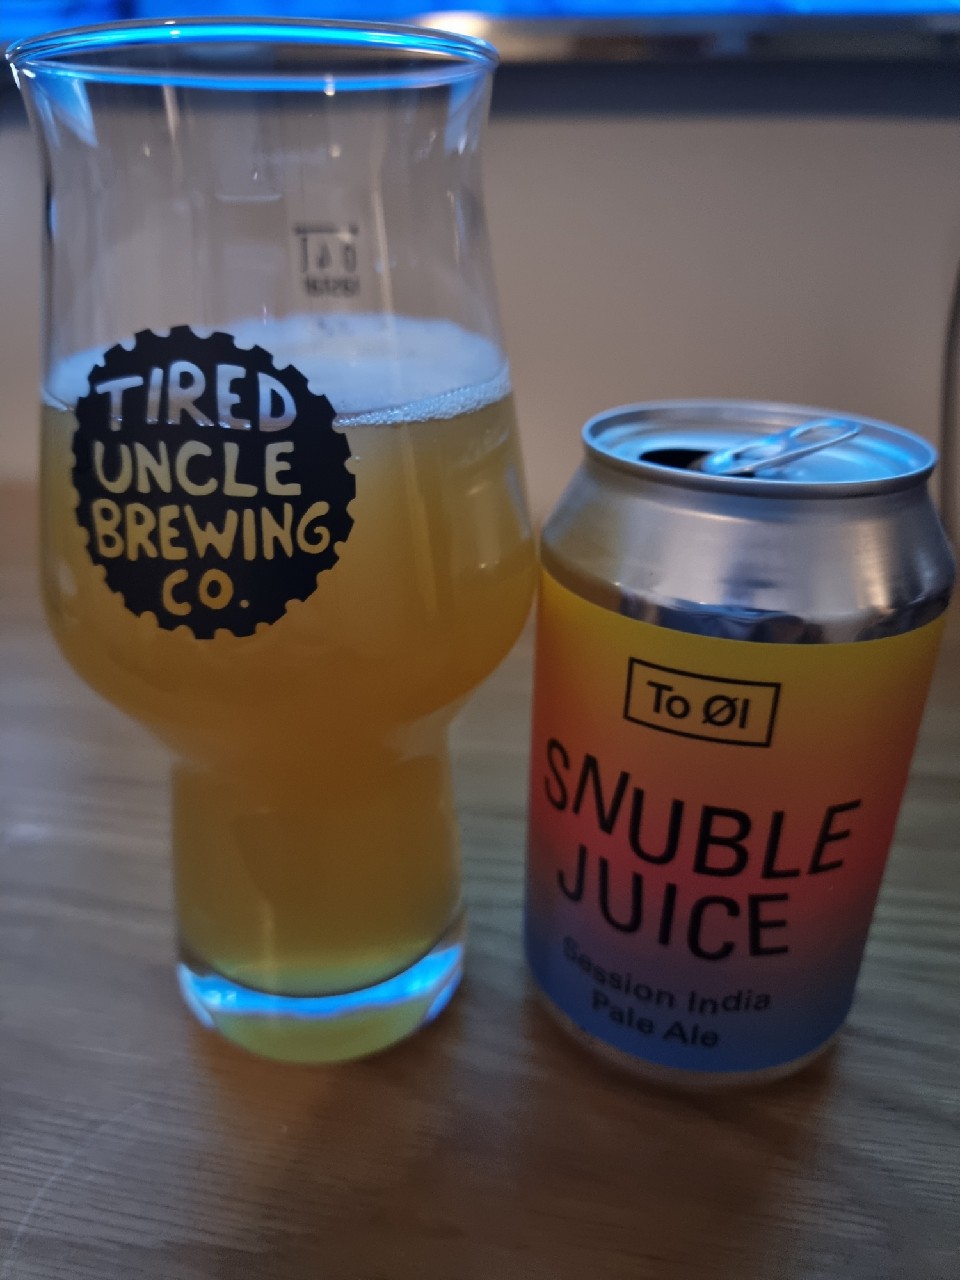 TIRED
UNCLE
BREWING
CO.
To Øl
SNUBLE
JUICE
Session India
Pale Ale